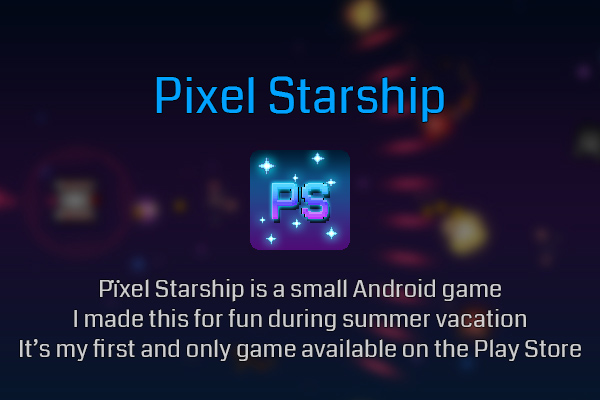 Pixel Starship
PS
Pïxel Starship is a small Android game
I made this for fun during summer vacation
It’s my first and only game available on the Play Store